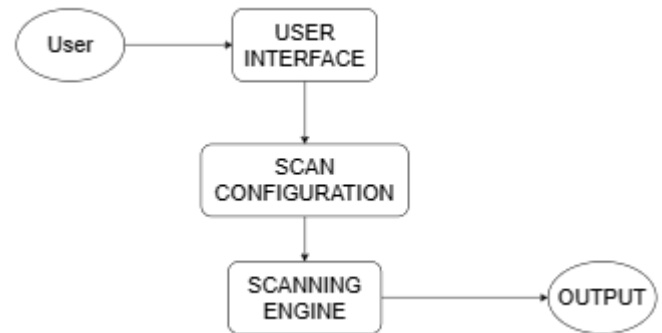 User
USER
INTERFACE
SCAN
CONFIGURATION
SCANNING
ENGINE
OUTPUT